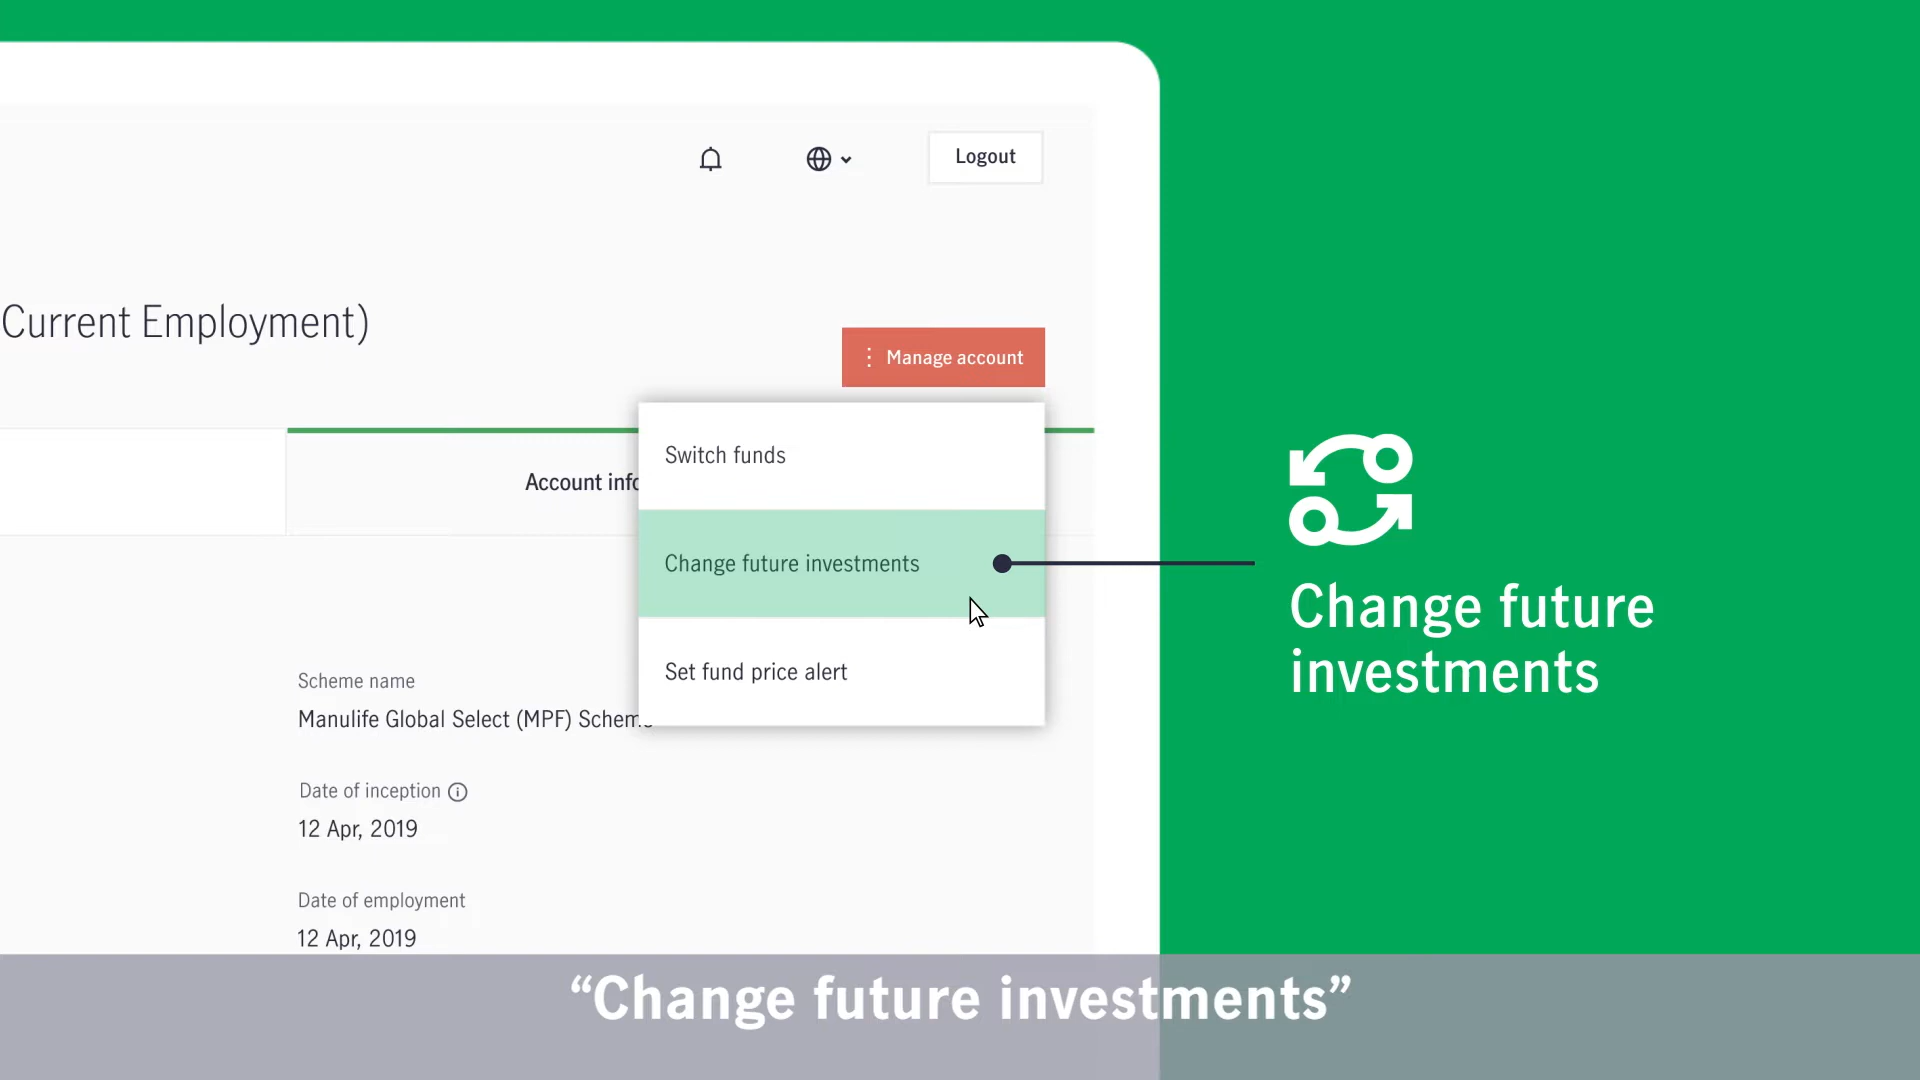 Logout
Current Employment)
Manage account
Switch funds
Account info
Change future investments
Set fund price alert
Scheme name
Manulife Global Select (MPF) Scheme
Date of inception
12 Apr, 2019
Date of employment
12 Apr, 2019
Change future
investments
“Change future investments”